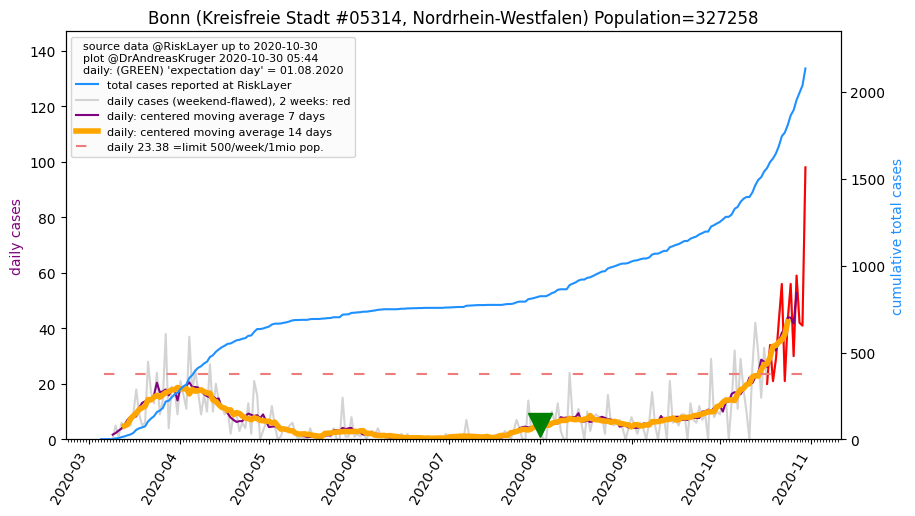 Bonn (Kreisfreie Stadt #05314, Nordrhein-Westfalen) Population=327258
source data @RiskLayer up to 2020-10-30
plot @DrAndreasKruger 2020-10-30 05:44
daily: (GREEN) 'expectation day' = 01.08.2020
total cases reported at RiskLayer
daily cases (weekend-flawed), 2 weeks: red
daily: centered moving average 7 days
daily: centered moving average 14 days
daily 23.38 =limit 500/week/1mio pop.
daily cases
140
120
100
80
60
40
20
0
cumulative total cases
2000
1500
1000
500
0
2020-03
2020-04
2020-05
2020-06
2020-07
2020-08
2020-09
2020-10
2020-11